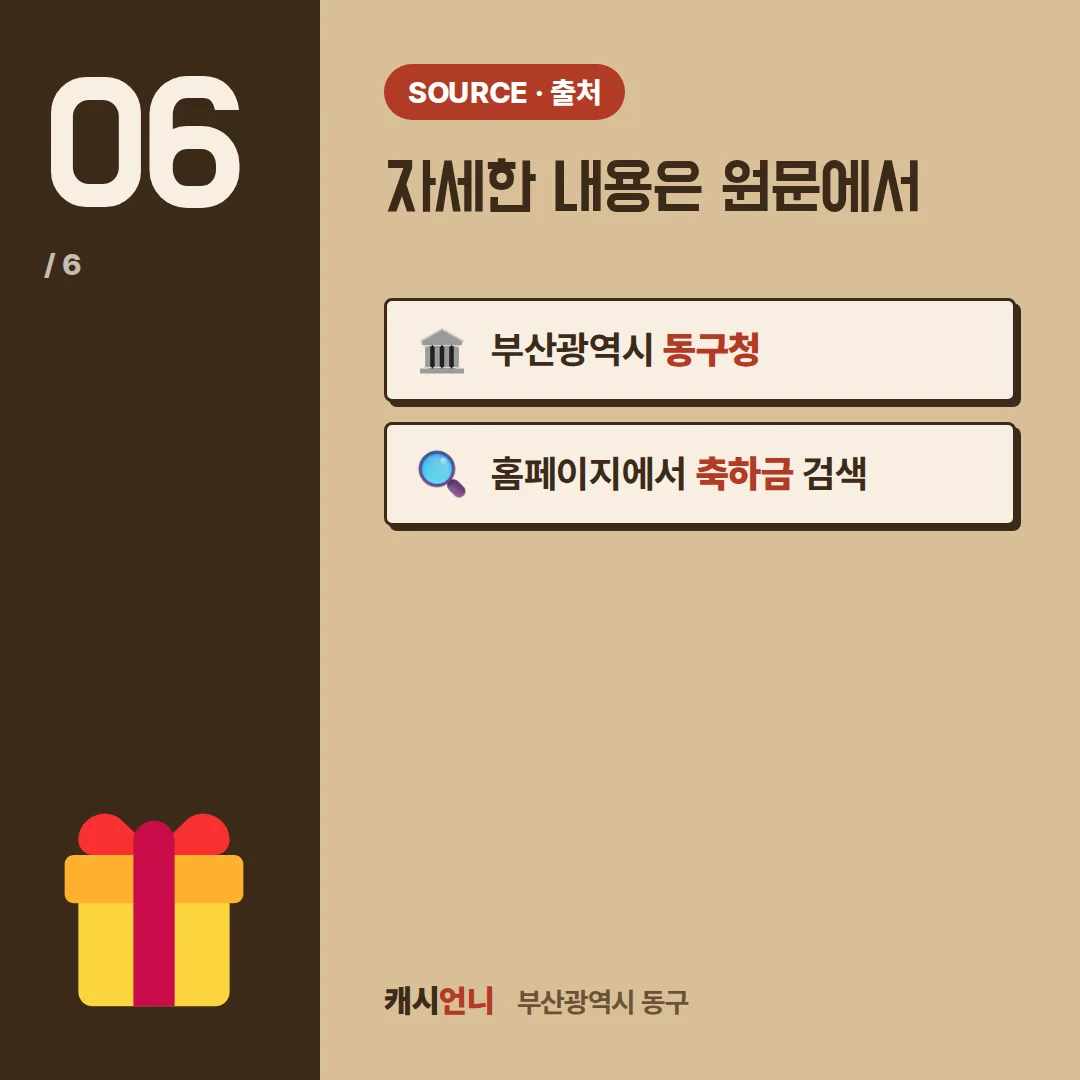 06
/ 6
SOURCE · 출처
자세한 내용은 원문에서
부산광역시 동구청
홈페이지에서 축하금 검색
캐시언니 부산광역시 동구